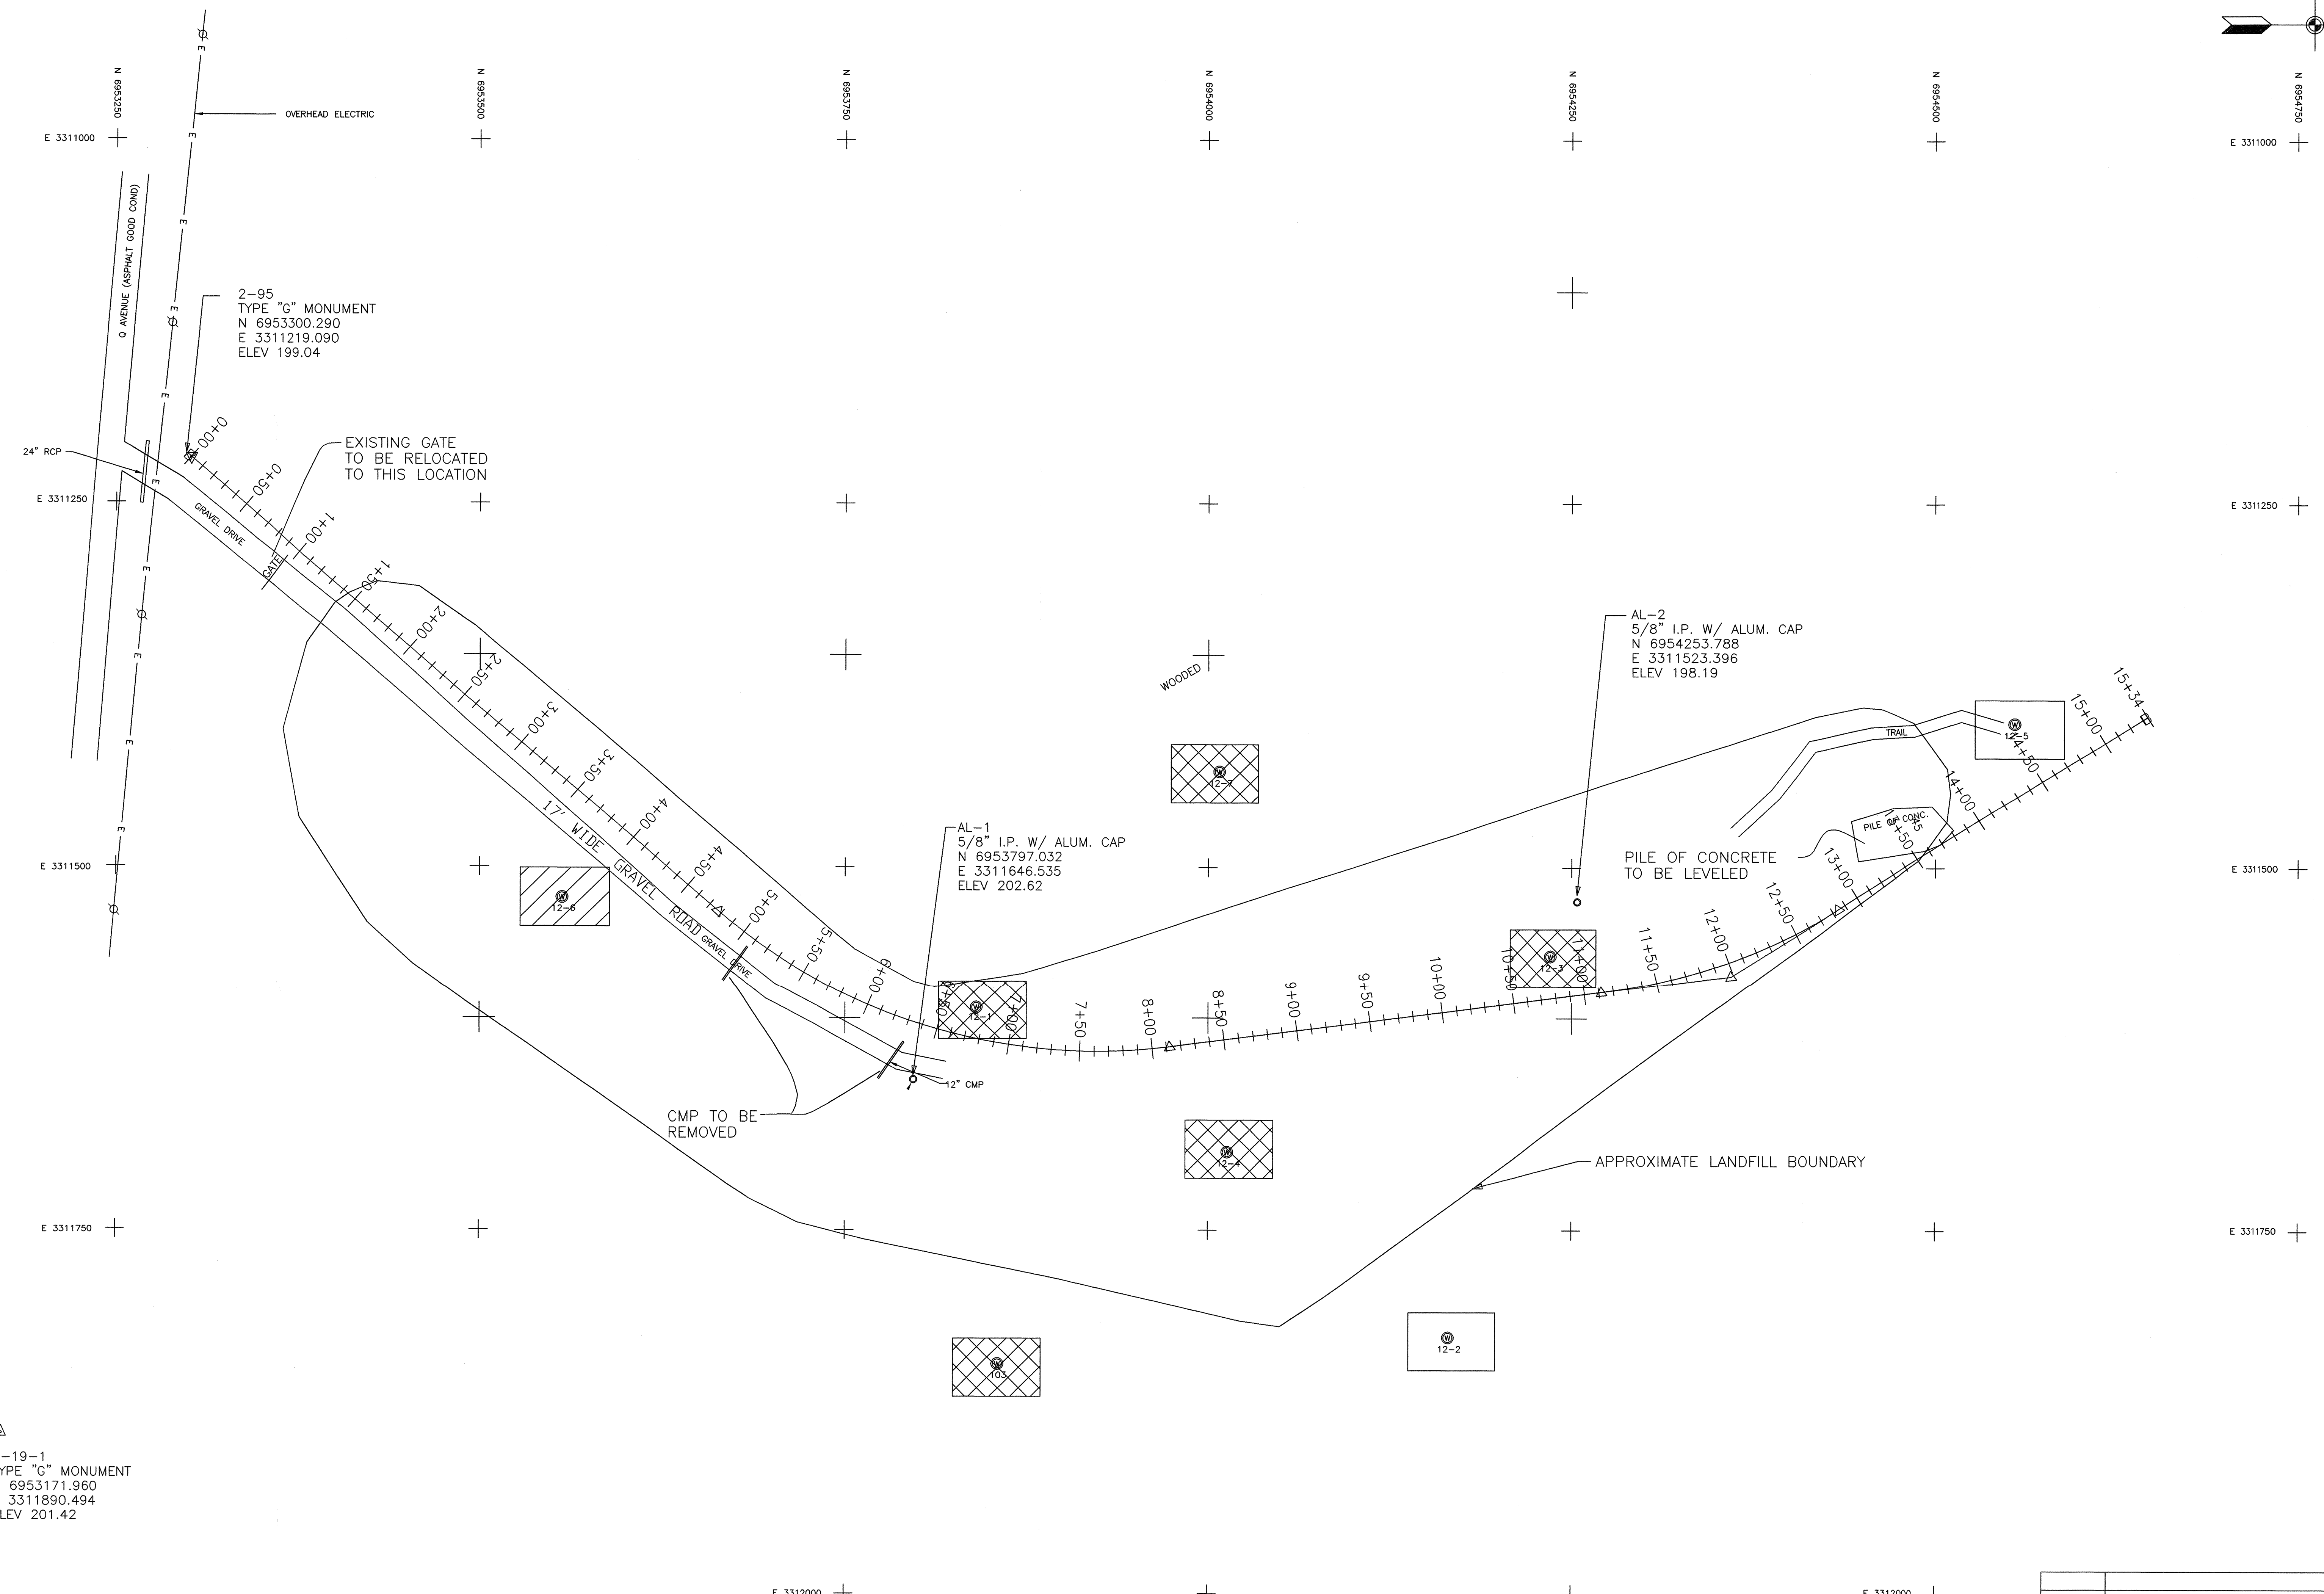 N 6953250
N 6953500
N 6953750
N 6954000
N 6954250
N 6954500
N 6954750
E 3311000
E 3311000
OVERHEAD ELECTRIC
Q AVENUE (ASPHALT GOOD COND)
2-95
TYPE "G" MONUMENT
N 6953300.290
E 3311219.090
ELEV 199.04
24" RCP
EXISTING GATE
TO BE RELOCATED
TO THIS LOCATION
E 3311250
E 3311250
GRAVEL DRIVE
GATE
0+00
0+50
1+00
1+50
2+00
2+50
3+00
3+50
4+00
4+50
5+00
5+50
6+00
6+50
7+00
7+50
8+00
8+50
9+00
9+50
10+00
10+50
11+00
11+50
12+00
12+50
13+00
13+50
14+00
14+50
15+00
15+34
17' WIDE GRAVEL ROAD
GRAVEL DRIVE
WOODED
AL-2
5/8" I.P. W/ ALUM. CAP
N 6954253.788
E 3311523.396
ELEV 198.19
TRAIL
W
12-5
W
12-7
AL-1
5/8" I.P. W/ ALUM. CAP
N 6953797.032
E 3311646.535
ELEV 202.62
PILE OF CONC.
PILE OF CONCRETE
TO BE LEVELED
E 3311500
E 3311500
W
12-6
W
12-3
W
12-1
12" CMP
CMP TO BE
REMOVED
W
12-4
APPROXIMATE LANDFILL BOUNDARY
E 3311750
E 3311750
W
12-2
W
103
-19-1
YPE "G" MONUMENT
6953171.960
3311890.494
LEV 201.42
E 3312000
E 3312000
E
E
E
E
E
E
E
E
E
E
E